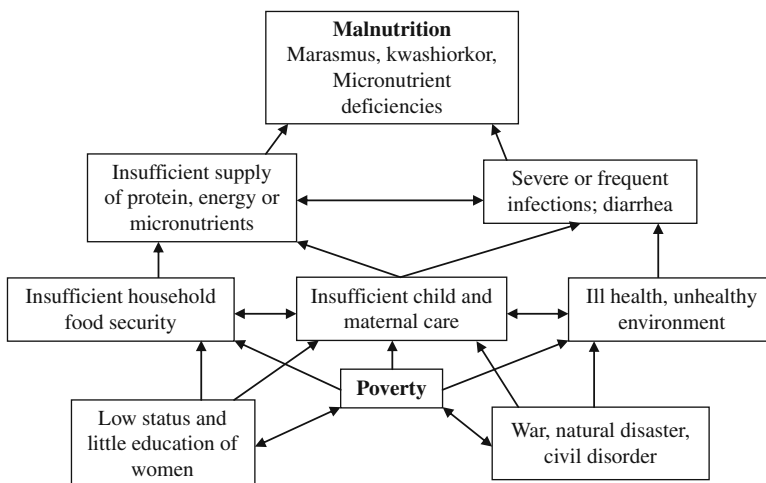 Malnutrition
Marasmus, kwashiorkor,
Micronutrient
deficiencies
Insufficient supply
of protein, energy or
micronutrients
Severe or frequent
infections; diarrhea
Insufficient household
food security
Insufficient child and
maternal care
Ill health, unhealthy
environment
Poverty
Low status and
little education of
women
War, natural disaster,
civil disorder